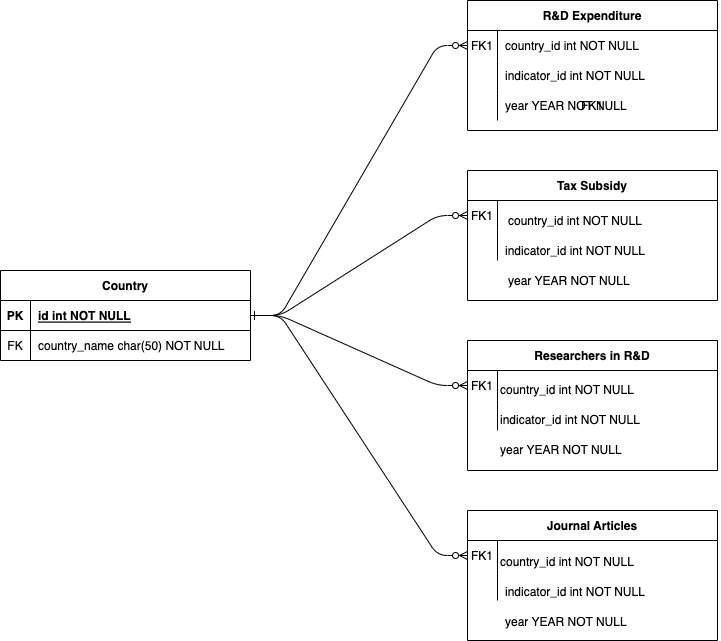 R&D Expenditure
FK1 country_id int NOT NULL
indicator_id int NOT NULL
year YEAR NOT NULL
FK1
Tax Subsidy
FK1 country_id int NOT NULL
indicator_id int NOT NULL
year YEAR NOT NULL
Country
PK id int NOT NULL
FK country_name char(50) NOT NULL
Researchers in R&D
FK1 country_id int NOT NULL
indicator_id int NOT NULL
year YEAR NOT NULL
Journal Articles
FK1 country_id int NOT NULL
indicator_id int NOT NULL
year YEAR NOT NULL